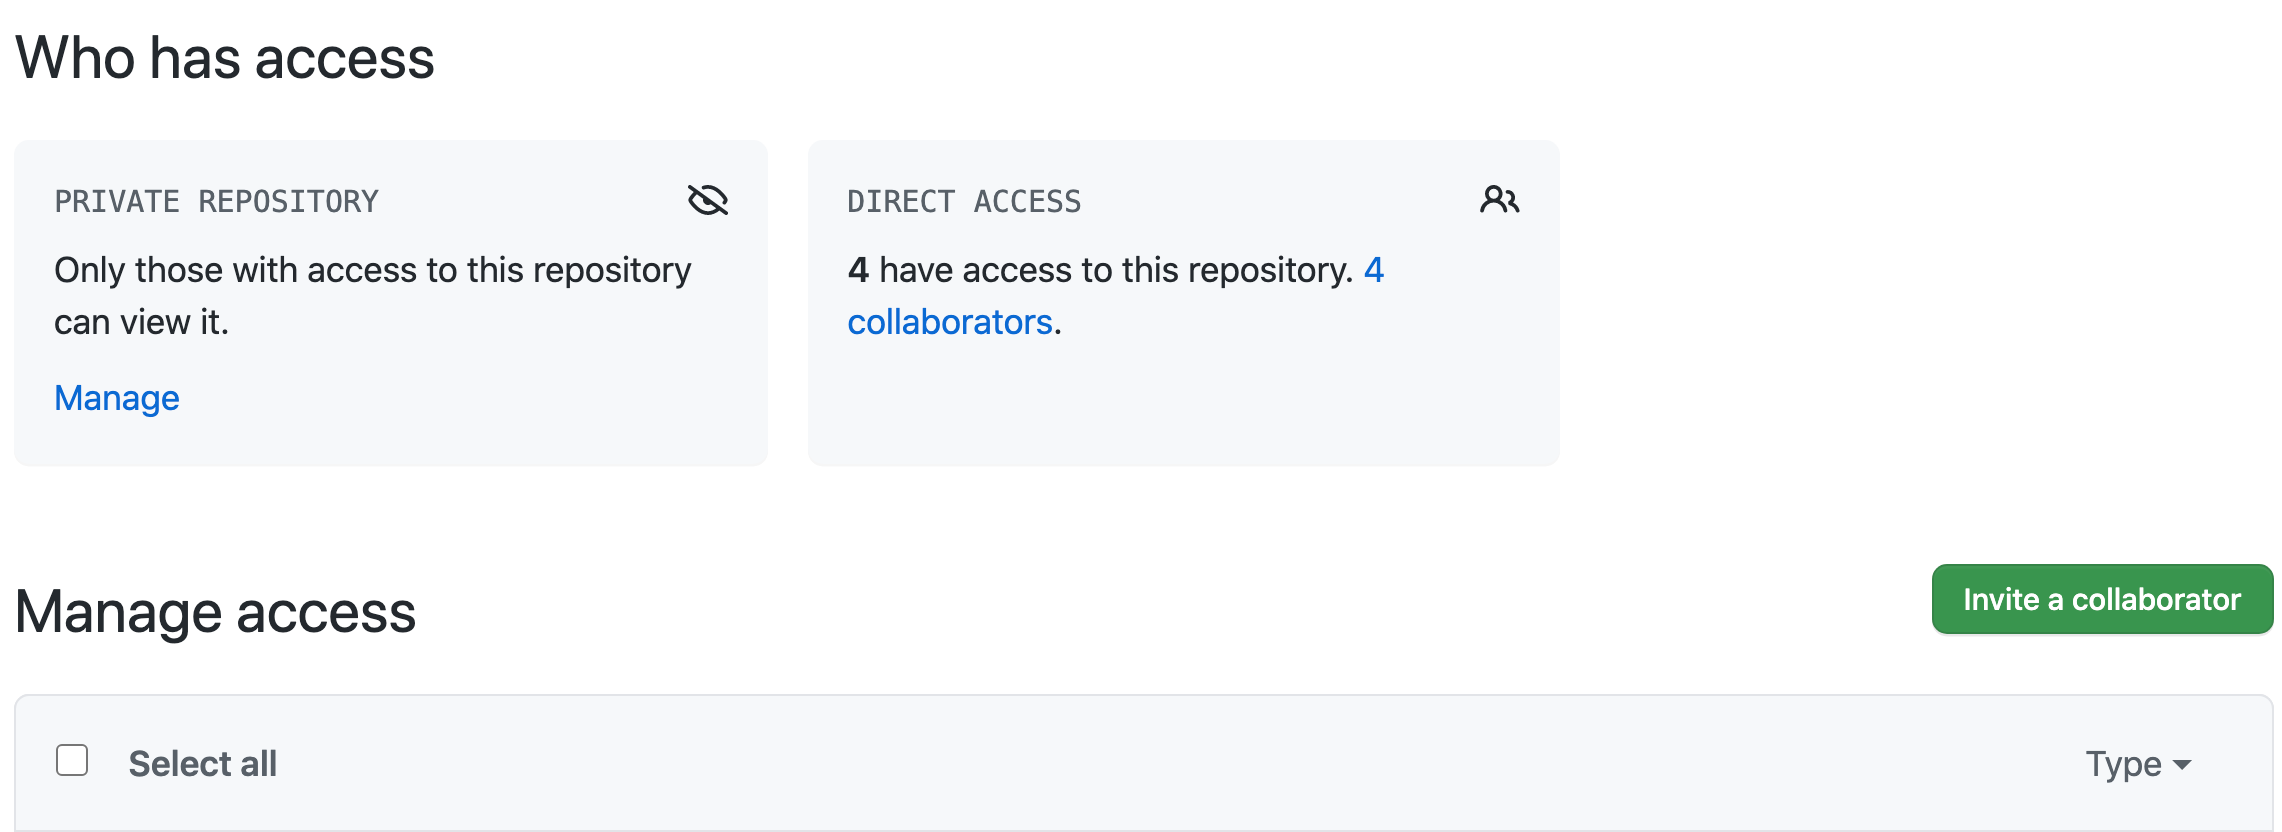 Who has access
PRIVATE REPOSITORY
Only those with access to this repository
can view it.
Manage
DIRECT ACCESS
4 have access to this repository. 4
collaborators.
Manage access
Invite a collaborator
Select all
Type